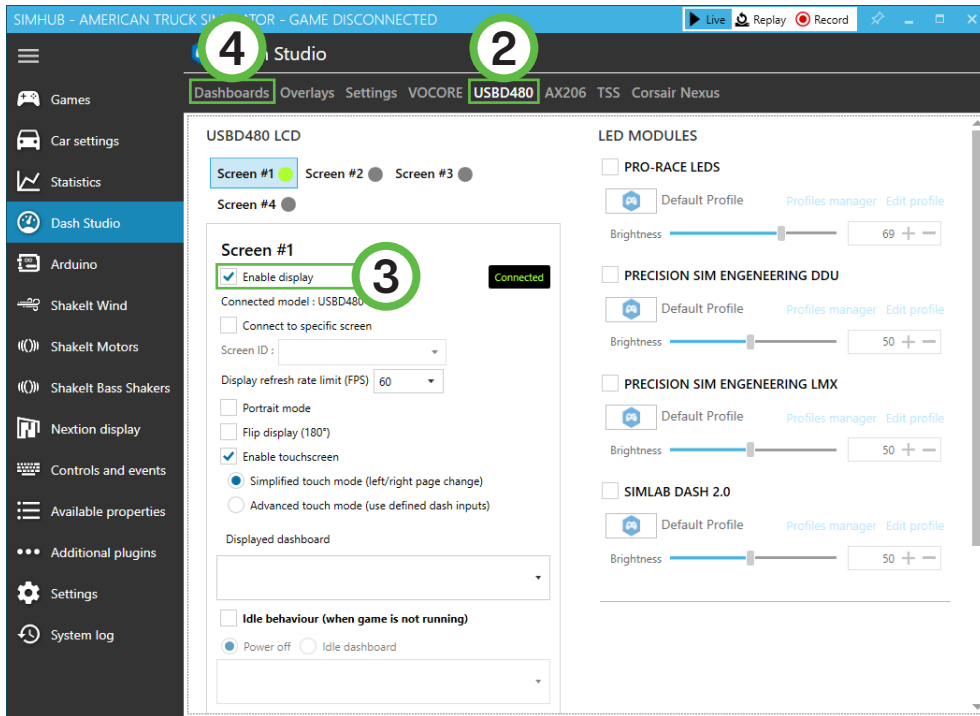 SIMHUB - AMERICAN TRUCK SIMULATOR - GAME DISCONNECTED
Live Replay Record
4 Dash Studio 2
Dashboards Overlays Settings VOCORE USBD480 AX206 TSS Corsair Nexus
Games
Car settings
Statistics
Dash Studio
Arduino
ShakeIt Wind
ShakeIt Motors
ShakeIt Bass Shakers
Nextion display
Controls and events
Available properties
Additional plugins
Settings
System log
USBD480 LCD
Screen #1 Screen #2 Screen #3
Screen #4
Screen #1
Enable display 3 Connected
Connected model : USBD480
Connect to specific screen
Screen ID :
Display refresh rate limit (FPS) 60
Portrait mode
Flip display (180°)
Enable touchscreen
Simplified touch mode (left/right page change)
Advanced touch mode (use defined dash inputs)
Displayed dashboard
Idle behaviour (when game is not running)
Power off Idle dashboard
LED MODULES
PRO-RACE LEDS
Default Profile Profiles manager Edit profile
Brightness 69
PRECISION SIM ENGENEERING DDU
Default Profile Profiles manager Edit profile
Brightness 50
PRECISION SIM ENGENEERING LMX
Default Profile Profiles manager Edit profile
Brightness 50
SIMLAB DASH 2.0
Default Profile Profiles manager Edit profile
Brightness 50